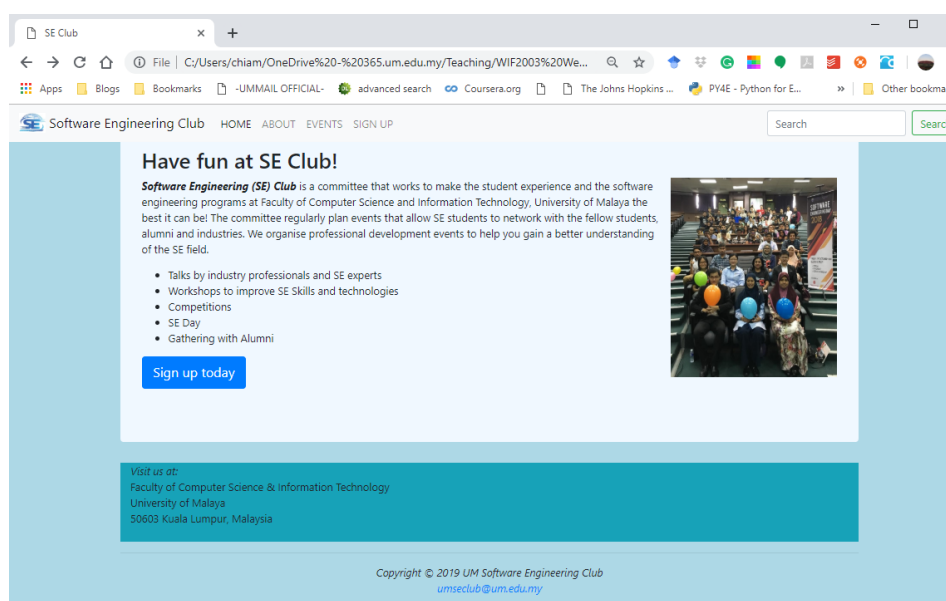 SE Club
File | C:/Users/chiam/OneDrive%20-%20365.um.edu.my/Teaching/WIF2003%20We...
Apps Blogs Bookmarks -UMMAIL OFFICIAL- advanced search Coursera.org The Johns Hopkins ... PY4E - Python for E... » Other bookma
SE Software Engineering Club HOME ABOUT EVENTS SIGN UP Search Searc
Have fun at SE Club!
Software Engineering (SE) Club is a committee that works to make the student experience and the software
engineering programs at Faculty of Computer Science and Information Technology, University of Malaya the
best it can be! The committee regularly plan events that allow SE students to network with the fellow students,
alumni and industries. We organise professional development events to help you gain a better understanding
of the SE field.
• Talks by industry professionals and SE experts
• Workshops to improve SE Skills and technologies
• Competitions
• SE Day
• Gathering with Alumni
Sign up today
SOFTWARE
Visit us at:
Faculty of Computer Science & Information Technology
University of Malaya
50603 Kuala Lumpur, Malaysia
Copyright © 2019 UM Software Engineering Club
umseclub@um.edu.my